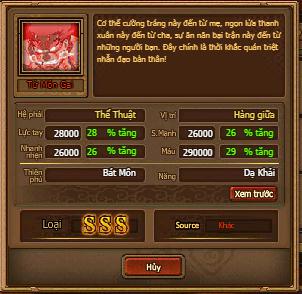 Cơ thể cường tráng này đến từ mẹ, ngọn lửa thanh
xuân này đến từ cha, sự ăn năn bại trận này đến từ
những người bạn. Đây chính là thời khắc quán triệt
nhẫn đạo bản thân!
Tử Môn Gai
Hệ phái Thể Thuật Vị trí Hàng giữa
Lực tay 28000 28 % tăng S.Mạnh 26000 26 % tăng
Nhanh nhẹn 26000 26 % tăng Máu 290000 29 % tăng
Thiên phú Bát Môn Năng Dạ Khải
Xem trước
Loại SSS Source Khác
Hủy